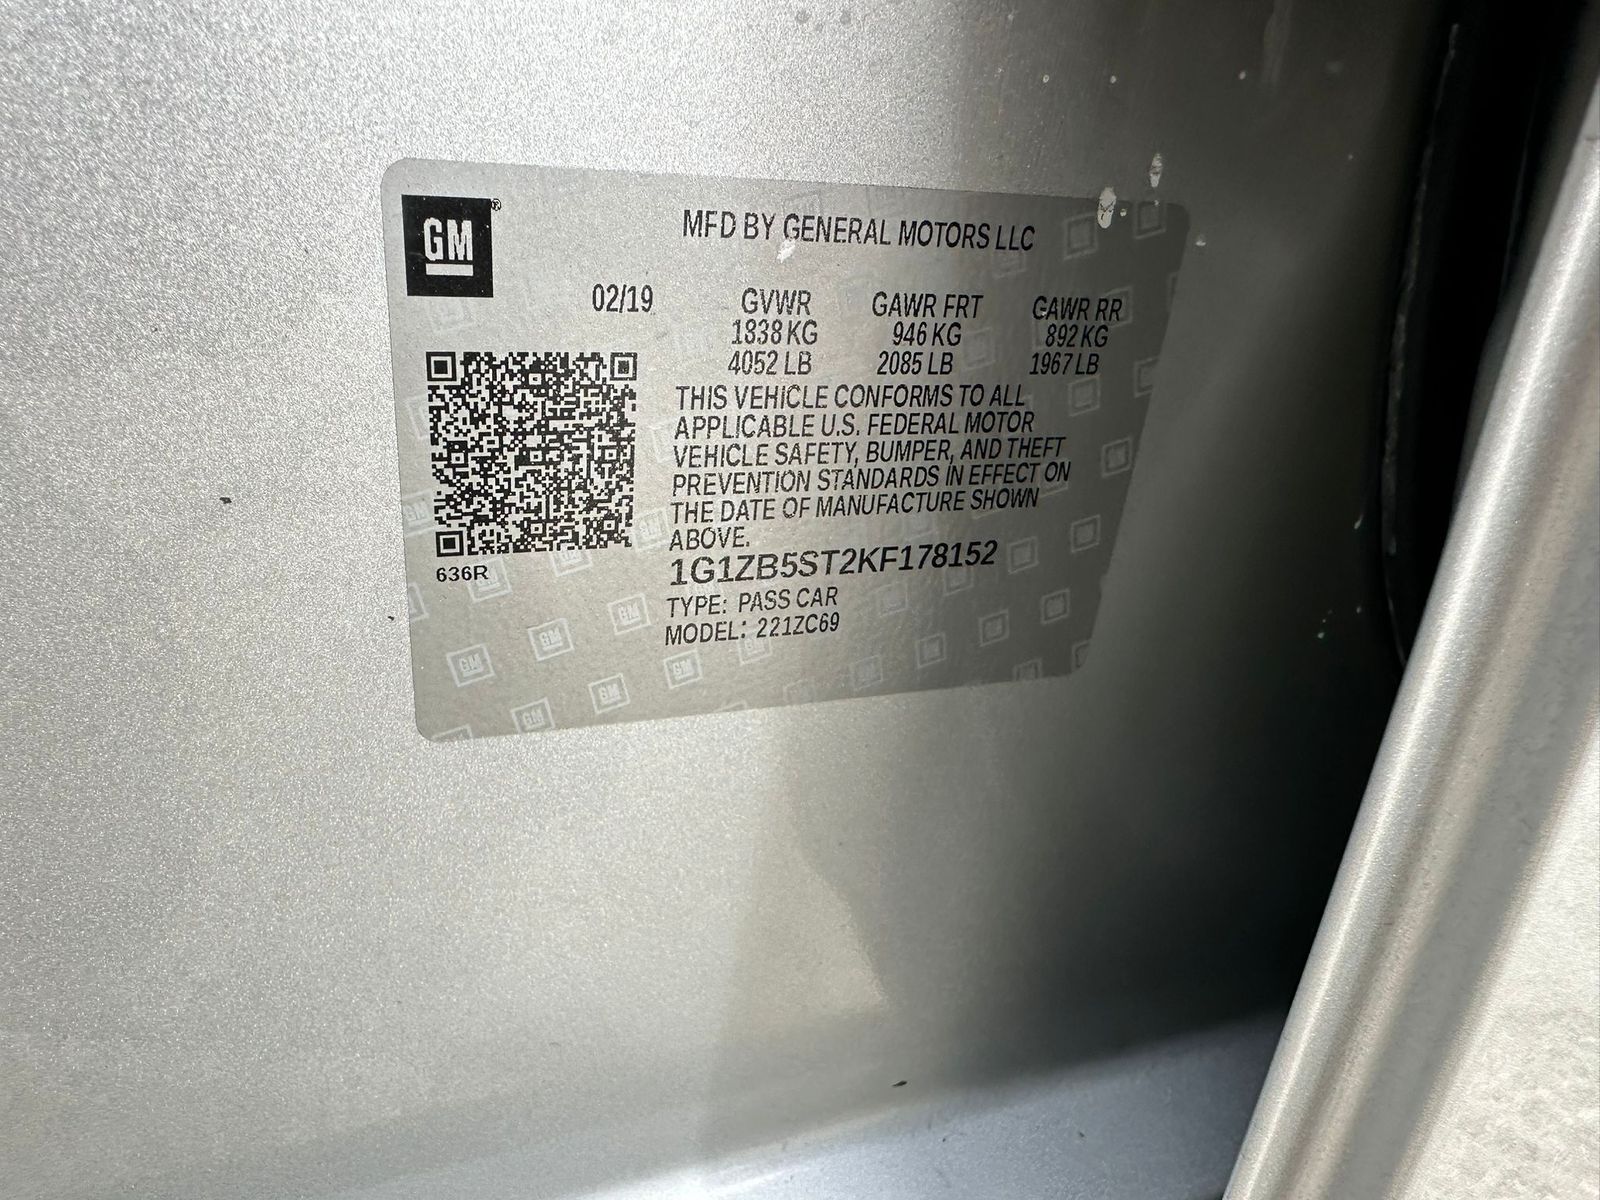 GM®
MFD BY GENERAL MOTORS LLC
02/19 GVWR GAWR FRT GAWR RR
1838 KG 946 KG 892 KG
4052 LB 2085 LB 1967 LB
THIS VEHICLE CONFORMS TO ALL
APPLICABLE U.S. FEDERAL MOTOR
VEHICLE SAFETY, BUMPER, AND THEFT
PREVENTION STANDARDS IN EFFECT ON
THE DATE OF MANUFACTURE SHOWN
ABOVE.
636R
1G1ZB5ST2KF178152
TYPE: PASS CAR
MODEL: 221ZC69